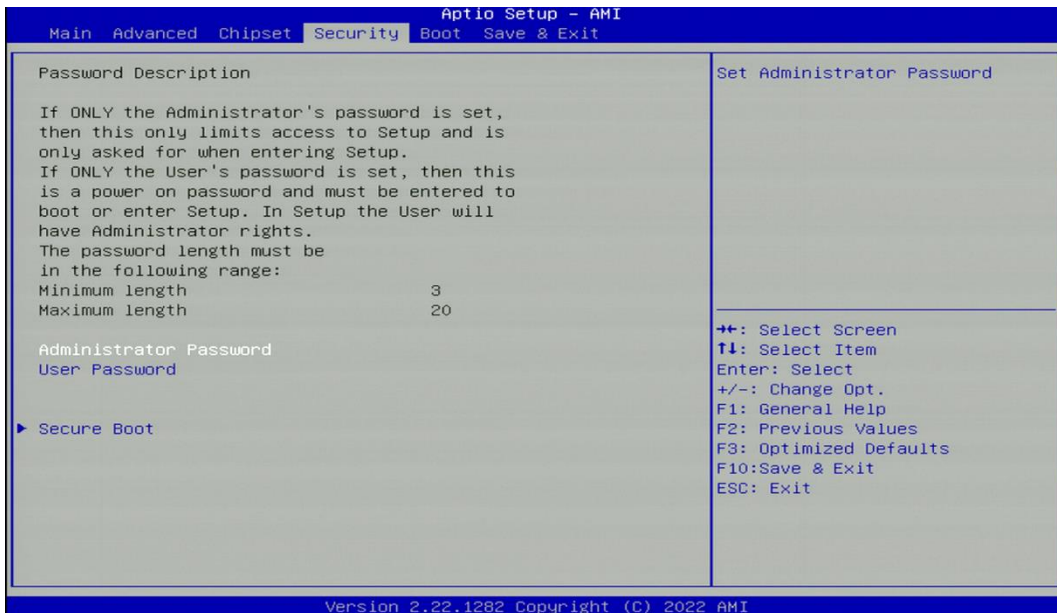 Aptio Setup – AMI
Main Advanced Chipset Security Boot Save & Exit
Password Description
If ONLY the Administrator's password is set,
then this only limits access to Setup and is
only asked for when entering Setup.
If ONLY the User's password is set, then this
is a power on password and must be entered to
boot or enter Setup. In Setup the User will
have Administrator rights.
The password length must be
in the following range:
Minimum length 3
Maximum length 20
Administrator Password
User Password
Secure Boot
Set Administrator Password
→←: Select Screen
↑↓: Select Item
Enter: Select
+/-: Change Opt.
F1: General Help
F2: Previous Values
F3: Optimized Defaults
F10:Save & Exit
ESC: Exit
Version 2.22.1282 Copyright (C) 2022 AMI